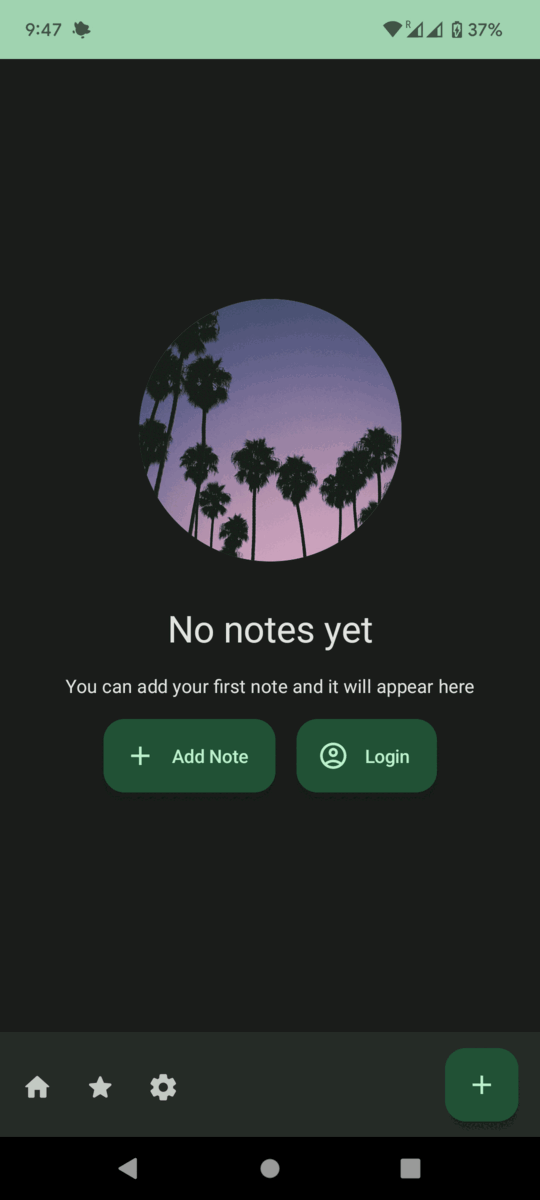 9:47
R
37%
No notes yet
You can add your first note and it will appear here
Add Note
Login